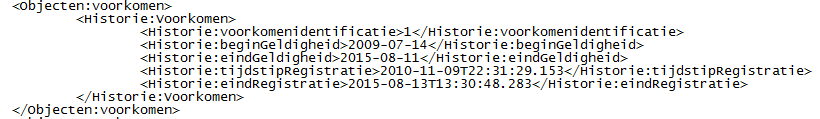 <Objecten:voorkomen>
<Historie:Voorkomen>
<Historie:voorkomenidentificatie>1</Historie:voorkomenidentificatie>
<Historie:beginGeldigheid>2009-07-14</Historie:beginGeldigheid>
<Historie:eindGeldigheid>2015-08-11</Historie:eindGeldigheid>
<Historie:tijdstipRegistratie>2010-11-09T22:31:29.153</Historie:tijdstipRegistratie>
<Historie:eindRegistratie>2015-08-13T13:30:48.283</Historie:eindRegistratie>
</Historie:Voorkomen>
</Objecten:voorkomen>